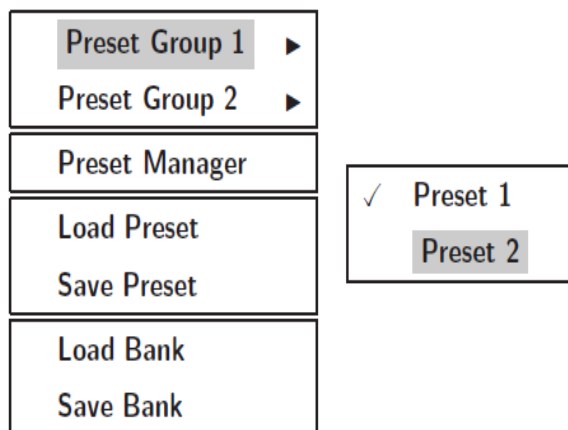 Preset Group 1 ▶
Preset Group 2 ▶
Preset Manager
Load Preset
Save Preset
Load Bank
Save Bank
✓ Preset 1
Preset 2